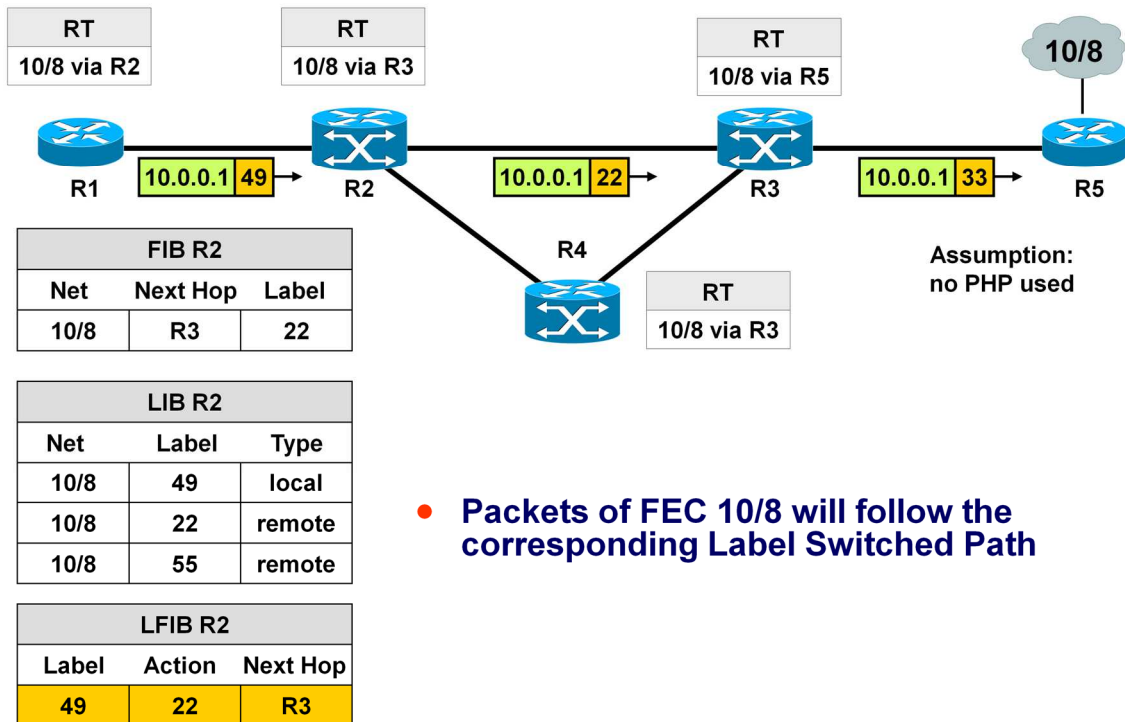 RT
10/8 via R2
RT
10/8 via R3
RT
10/8 via R5
10/8
R1
10.0.0.1 49
R2
10.0.0.1 22
R3
10.0.0.1 33
R5
R4
RT
10/8 via R3
Assumption:
no PHP used
FIB R2
Net Next Hop Label
10/8 R3 22
LIB R2
Net Label Type
10/8 49 local
10/8 22 remote
10/8 55 remote
• Packets of FEC 10/8 will follow the
corresponding Label Switched Path
LFIB R2
Label Action Next Hop
49 22 R3